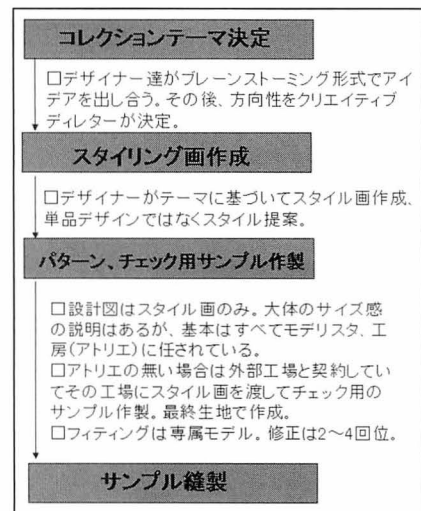 コレクションテーマ決定
□デザイナー達がブレーンストーミング形式でアイ
デアを出し合う。その後、方向性をクリエイティブ
ディレターが決定。
スタイリング画作成
□デザイナーがテーマに基づいてスタイル画作成、
単品デザインではなくスタイル提案。
パターン、チェック用サンプル作製
□設計図はスタイル画のみ。大体のサイズ感
の説明はあるが、基本はすべてモデリスタ、工
房(アトリエ)に任されている。
□アトリエの無い場合は外部工場と契約してい
てその工場にスタイル画を渡してチェック用の
サンプル作製。最終生地で作成。
□フィティングは専属モデル。修正は2～4回位。
サンプル縫製